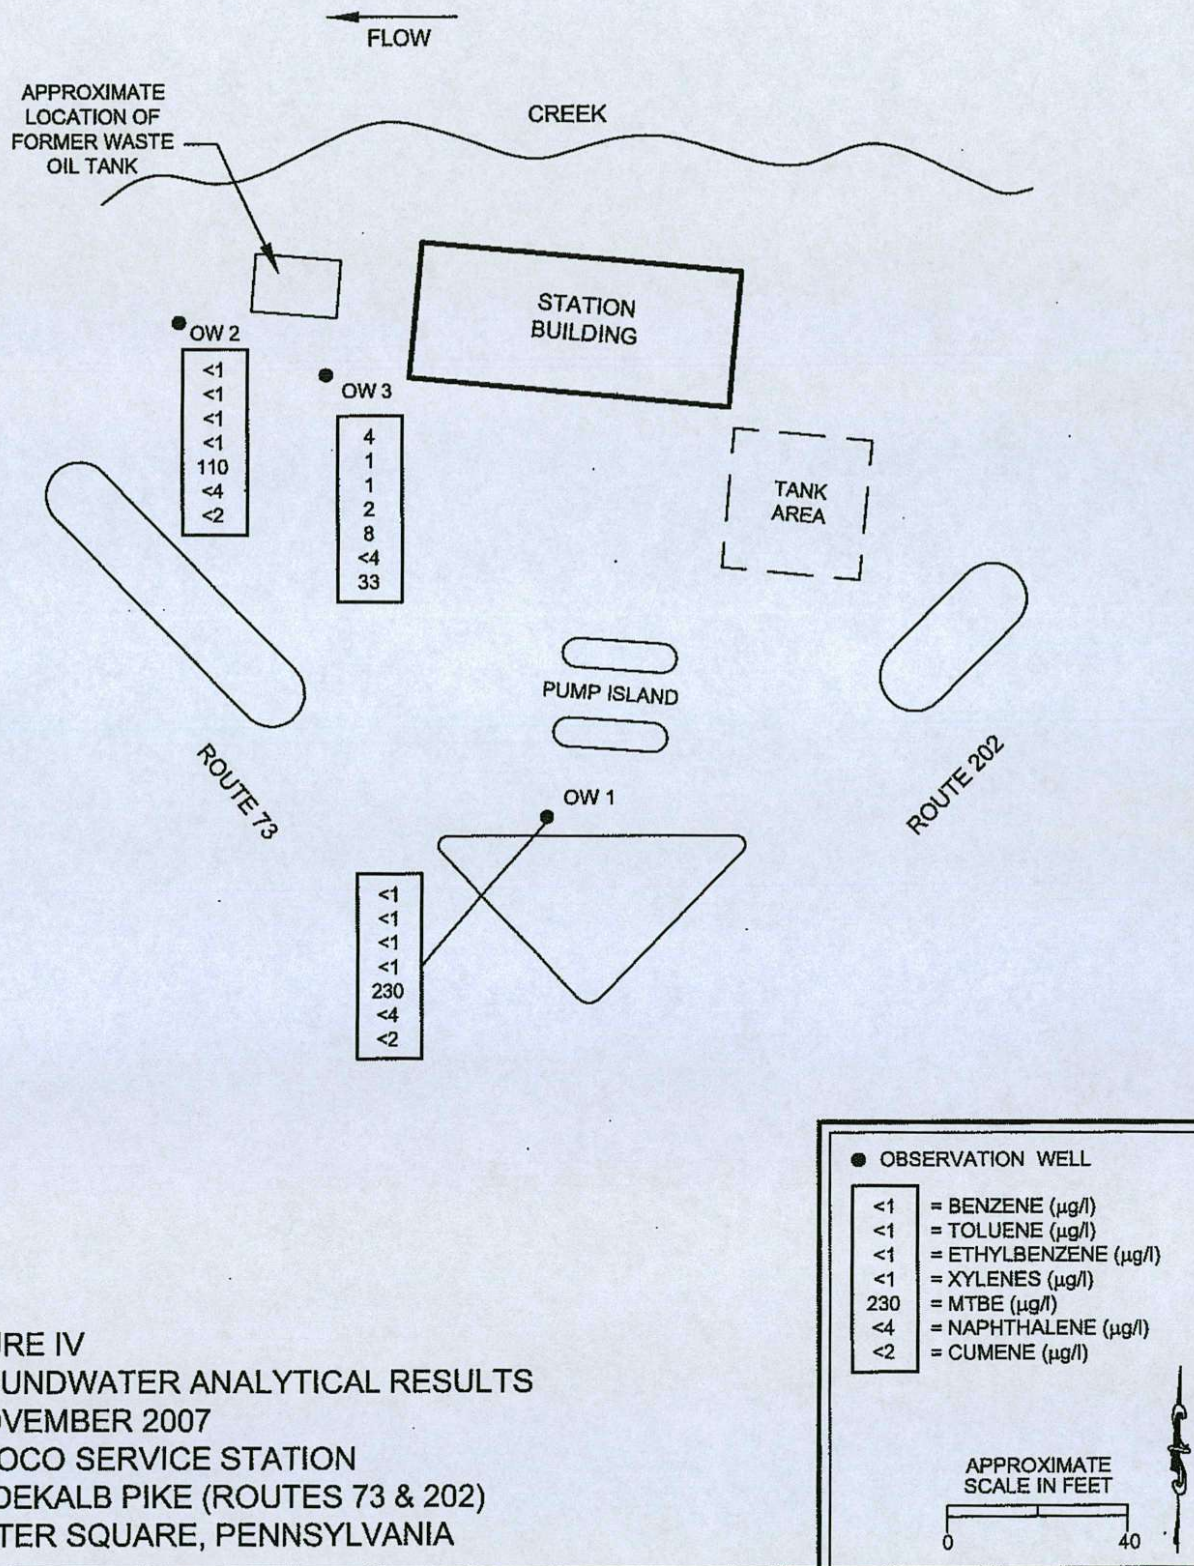 FLOW
APPROXIMATE
LOCATION OF
FORMER WASTE
OIL TANK
CREEK
STATION
BUILDING
OW 2
<1
<1
<1
<1
110
<4
<2
OW 3
4
1
1
2
8
<4
33
TANK
AREA
PUMP ISLAND
ROUTE 73
ROUTE 202
OW 1
<1
<1
<1
<1
230
<4
<2
OBSERVATION WELL
<1 = BENZENE (µg/l)
<1 = TOLUENE (µg/l)
<1 = ETHYLBENZENE (µg/l)
<1 = XYLENES (µg/l)
230 = MTBE (µg/l)
<4 = NAPHTHALENE (µg/l)
<2 = CUMENE (µg/l)
APPROXIMATE
SCALE IN FEET
0 40
URE IV
UNDWATER ANALYTICAL RESULTS
OVEMBER 2007
OCO SERVICE STATION
DEKALB PIKE (ROUTES 73 & 202)
TER SQUARE, PENNSYLVANIA